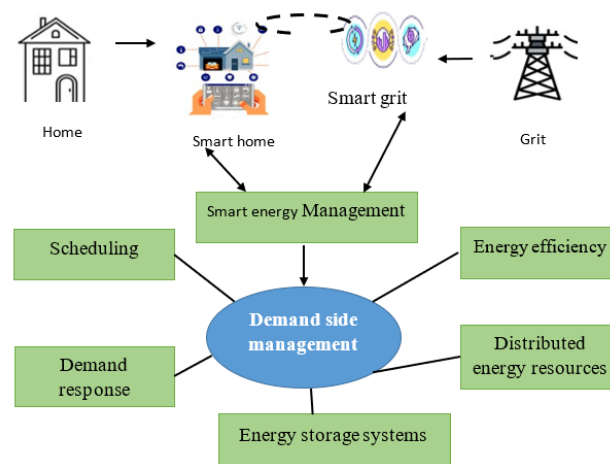 Home
Smart home
Smart grit
Grit
Smart energy Management
Scheduling
Energy efficiency
Demand side
management
Demand
response
Distributed
energy resources
Energy storage systems